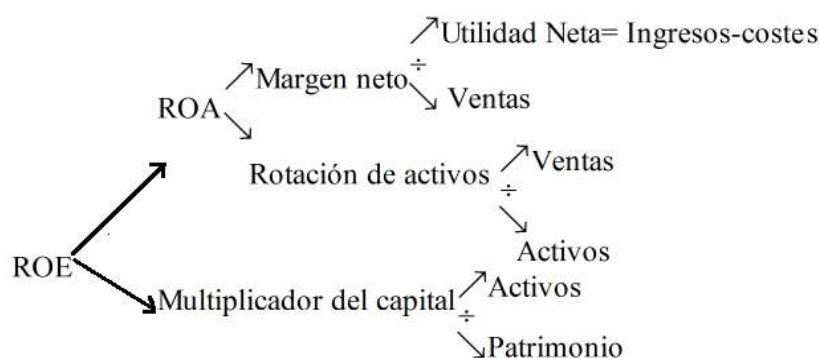 Utilidad Neta= Ingresos-costes
÷
Margen neto
Ventas
ROA
Rotación de activos
Ventas
÷
Activos
ROE
Multiplicador del capital
Activos
÷
Patrimonio